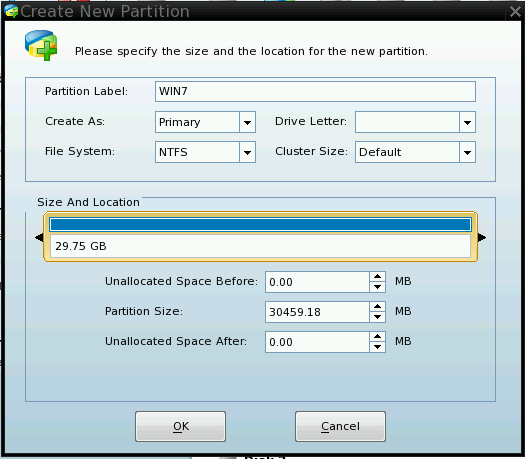 Create New Partition
Please specify the size and the location for the new partition.
Partition Label: WIN7
Create As: Primary Drive Letter:
File System: NTFS Cluster Size: Default
Size And Location
29.75 GB
Unallocated Space Before: 0.00 MB
Partition Size: 30459.18 MB
Unallocated Space After: 0.00 MB
OK Cancel